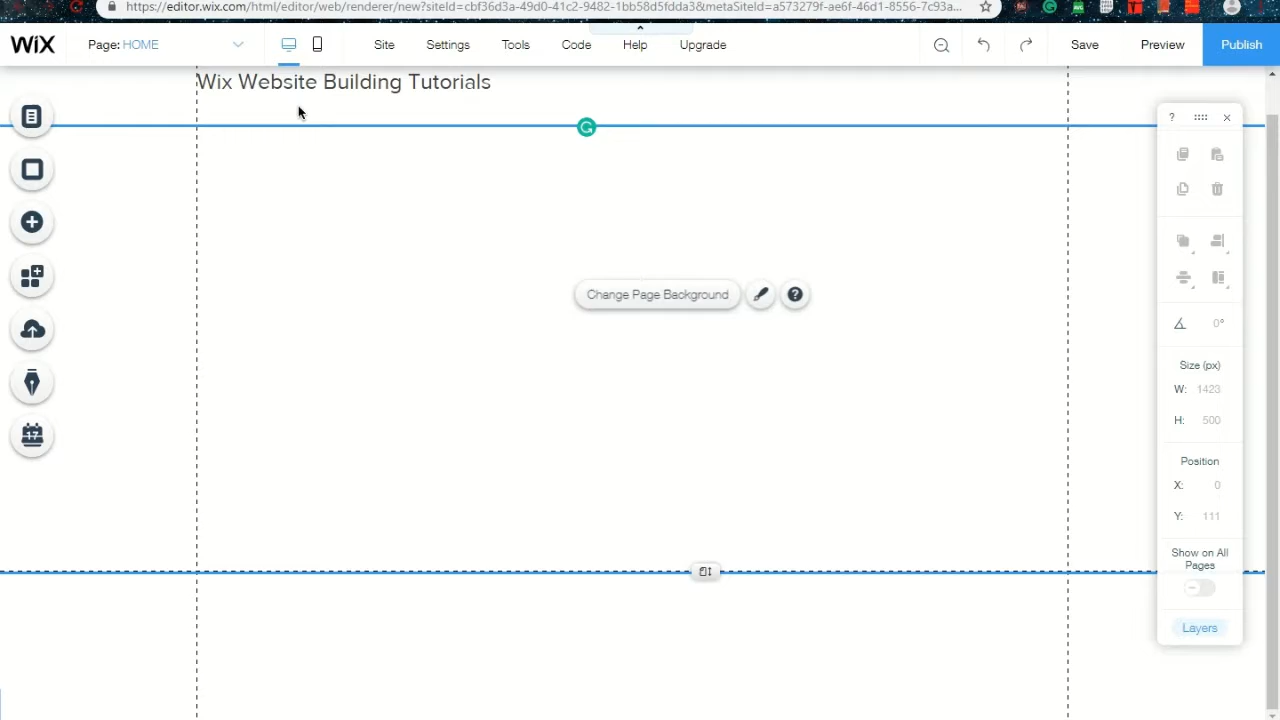 https://editor.wix.com/html/editor/web/renderer/new?siteId=cbf36d3a-49d0-41c2-9482-1bb58d5fdda3&metaSiteId=a573279f-ae6f-46d1-8556-7c93a...
WiX
Page: HOME
Site
Settings
Tools
Code
Help
Upgrade
Save
Preview
Publish
Wix Website Building Tutorials
?
Change Page Background
?
0°
Size (px)
W: 1423
H: 500
Position
X: 0
Y: 111
Show on All
Pages
Layers
17